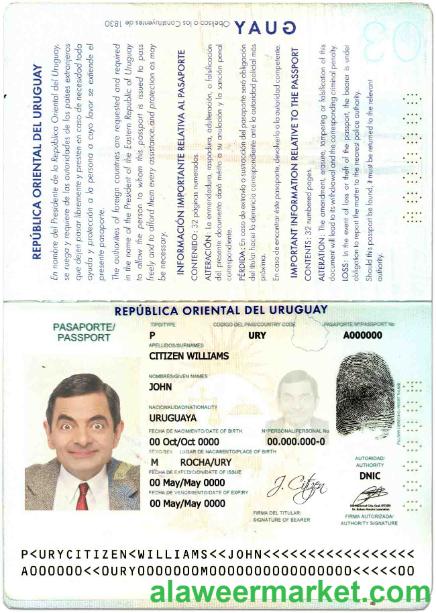 Obelisco a los Constituyentes de 1830
GUAY
REPÚBLICA ORIENTAL DEL URUGUAY
En nombre del Presidente de la República Oriental del Uruguay,
se ruega y requiere de las autoridades de los países extranjeros
que dejen pasar libremente y presten en caso de necesidad toda
ayuda y protección a la persona a cuyo favor se extiende el
presente pasaporte.
The authorities of foreign countries are requested and required
in the name of the President of the Eastern Republic of Uruguay
to allow the person to whom the passport is issued to pass
freely and to afford them every assistance and protection as may
be necessary.
INFORMACIÓN IMPORTANTE RELATIVA AL PASAPORTE
CONTENIDO: 32 páginas numeradas.
ALTERACIÓN: La enmendadura, raspadura, adulteración, o falsificación
del presente documento dará mérito a su anulación y la sanción penal
correspondiente.
PÉRDIDA: En caso de extravío o sustracción del pasaporte será obligación
del titular hacer la denuncia correspondiente ante la autoridad policial más
próxima.
En caso de encontrar éste pasaporte, devolverlo a la autoridad competente.
IMPORTANT INFORMATION RELATIVE TO THE PASSPORT
CONTENTS: 32 numbered pages.
ALTERATION: The amendment, erasure, tampering or falsification of this
document will lead to its withdrawal and the corresponding criminal penalty.
LOSS: In the event of loss or theft of the passport, the bearer is under
obligation to report the matter to the nearest police authority.
Should this passport be found, it must be returned to the relevant
authority.
REPÚBLICA ORIENTAL DEL URUGUAY
PASAPORTE/
PASSPORT
TIPO/TYPE CODIGO DEL PAIS/COUNTRY CODE PASAPORTE Nº/PASSPORT No
P URY A000000
APELLIDOS/SURNAMES
CITIZEN WILLIAMS
NOMBRES/GIVEN NAMES
JOHN
NACIONALIDAD/NATIONALITY
URUGUAYA
FECHA DE NACIMIENTO/DATE OF BIRTH Nº PERSONAL/PERSONAL No
00 Oct/Oct 0000 00.000.000-0
SEXO/SEX LUGAR DE NACIMIENTO/PLACE OF BIRTH
M ROCHA/URY
FECHA DE EXPEDICION/DATE OF ISSUE
00 May/May 0000
FECHA DE VENCIMIENTO/DATE OF EXPIRY
00 May/May 0000
J. Citizen
FIRMA DEL TITULAR/
SIGNATURE OF BEARER
AUTORIDAD/
AUTHORITY
DNIC
FIRMA AUTORIZADA/
AUTHORITY SIGNATURE
P<URYCITIZEN<WILLIAMS<<JOHN<<<<<<<<<<<<<<<<<
A000000<<0URY0000000M0000000000000000<<<<<00
alaweermarket.com